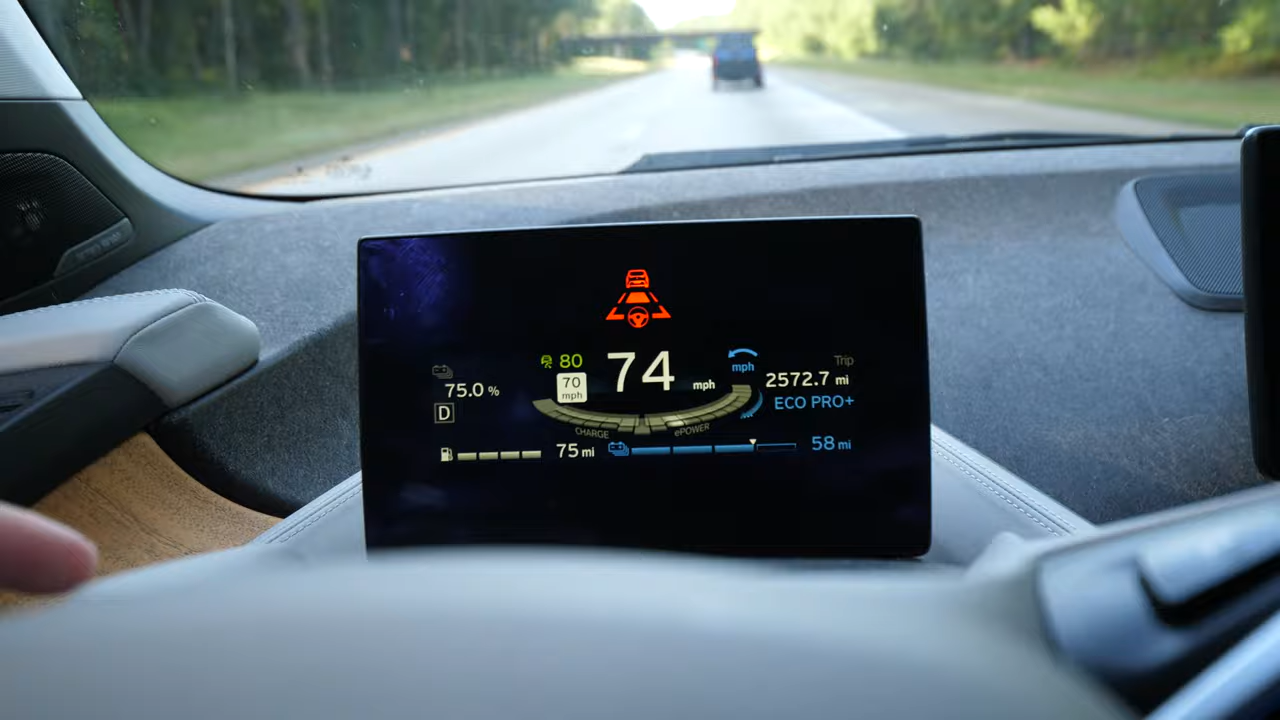 80
70
mph
74 mph
mph
Trip
2572.7 mi
ECO PRO+
75.0 %
D
CHARGE
ePOWER
75 mi
58 mi